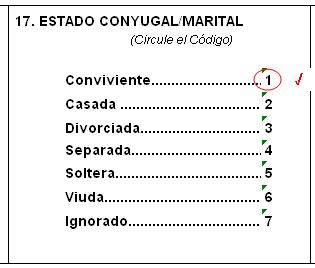 17. ESTADO CONYUGAL/MARITAL
(Circule el Código)
Conviviente............................ 1
Casada ................................... 2
Divorciada.............................. 3
Separada................................ 4
Soltera.................................... 5
Viuda...................................... 6
Ignorado................................. 7